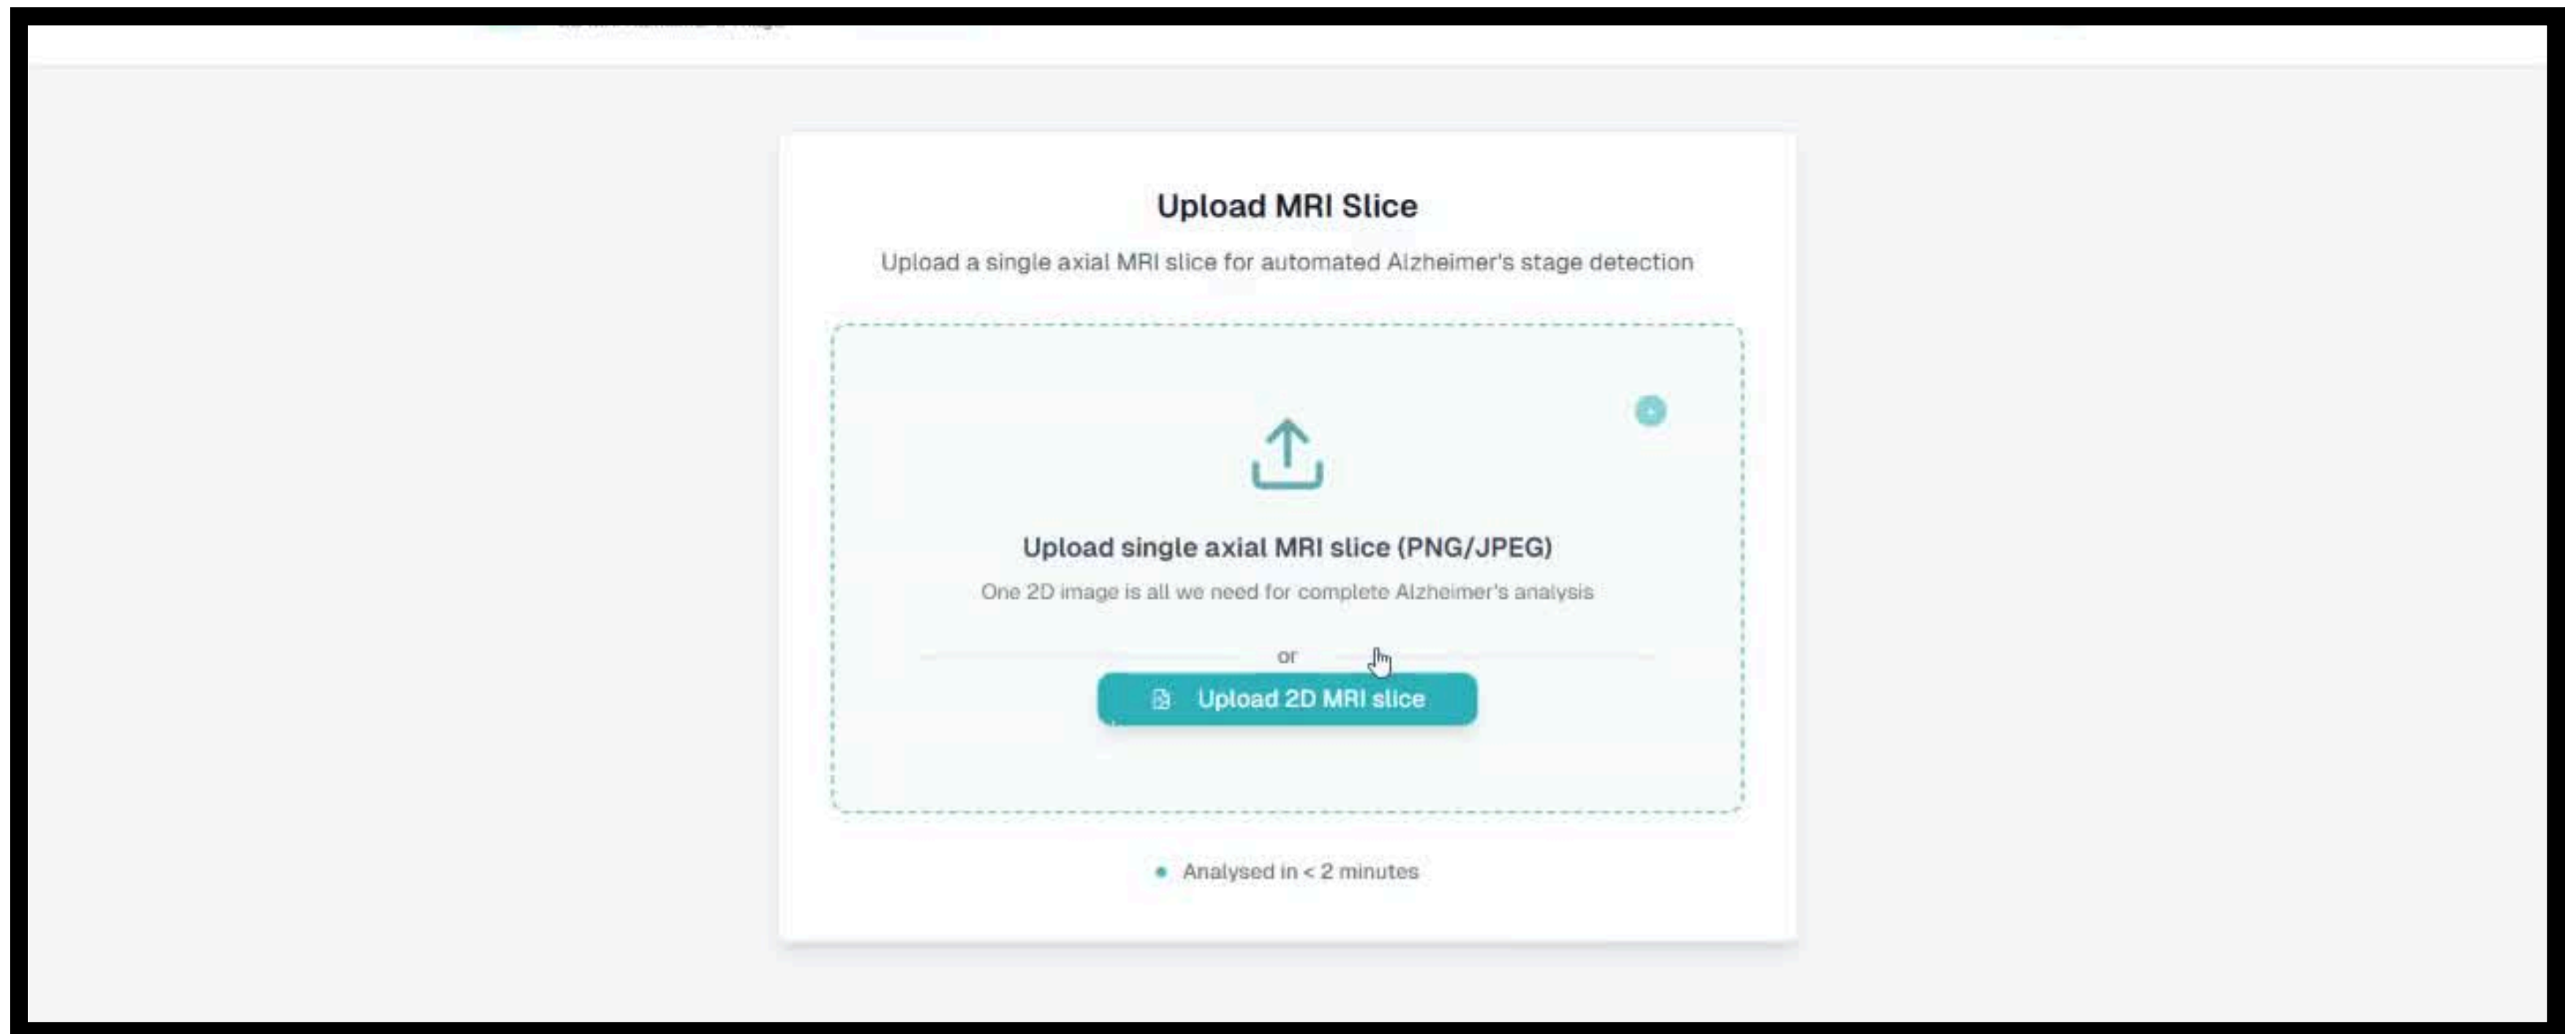 Upload MRI Slice
Upload a single axial MRI slice for automated Alzheimer's stage detection
Upload single axial MRI slice (PNG/JPEG)
One 2D image is all we need for complete Alzheimer's analysis
or
Upload 2D MRI slice
Analysed in < 2 minutes